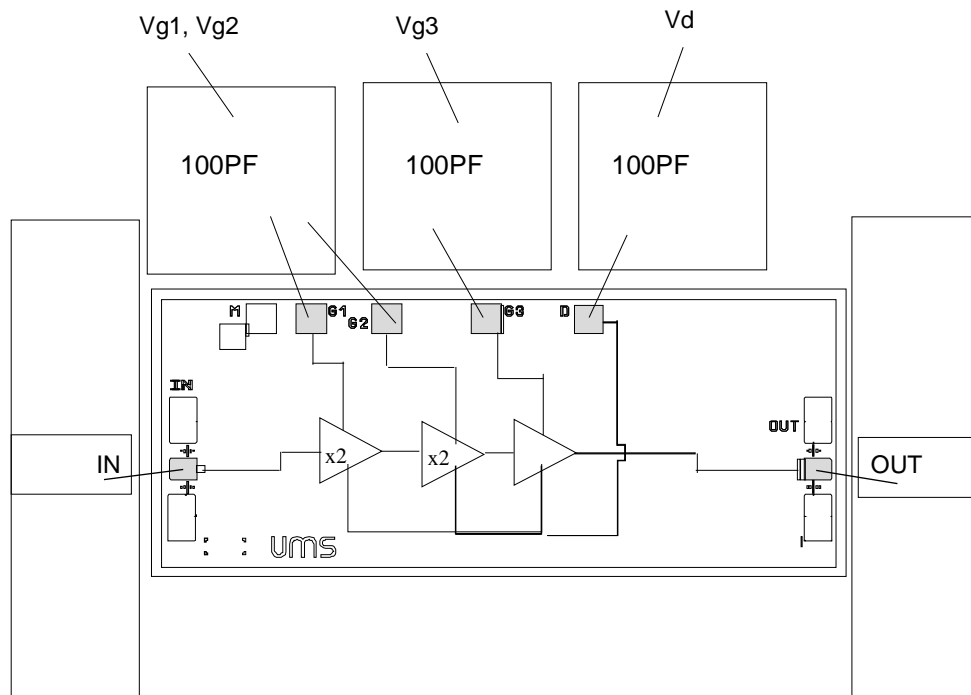 Vg1, Vg2
Vg3
Vd
100PF
100PF
100PF
M
G1
G2
G3
D
IN
OUT
x2
x2
IN
OUT
ums
I